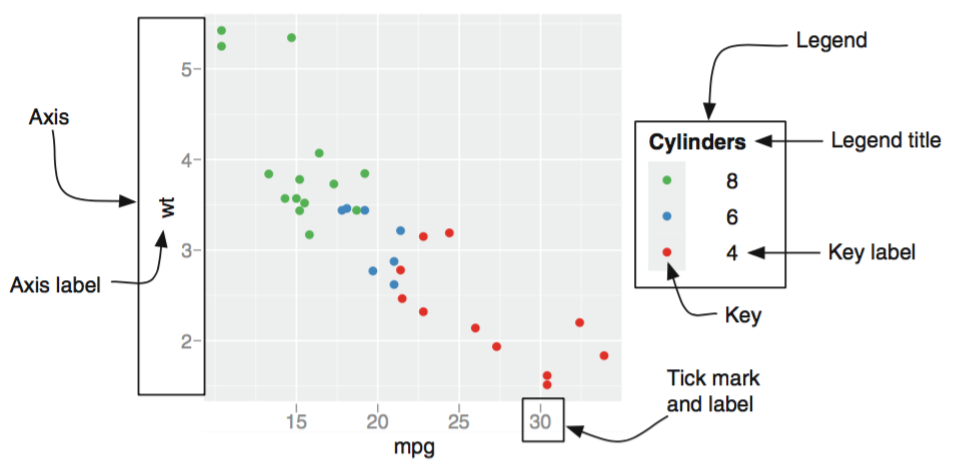 Legend
Axis
Cylinders
Legend title
5
8
4
6
wt
3
4
Key label
Axis label
2
Key
Tick mark
and label
15
20
25
30
mpg